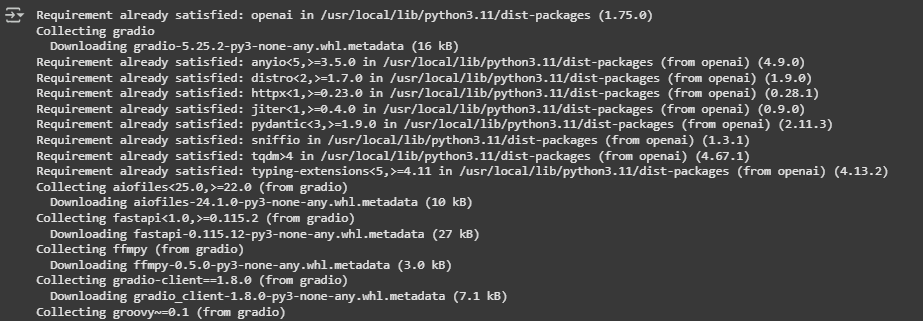 Requirement already satisfied: openai in /usr/local/lib/python3.11/dist-packages (1.75.0)
Collecting gradio
Downloading gradio-5.25.2-py3-none-any.whl.metadata (16 kB)
Requirement already satisfied: anyio<5,>=3.5.0 in /usr/local/lib/python3.11/dist-packages (from openai) (4.9.0)
Requirement already satisfied: distro<2,>=1.7.0 in /usr/local/lib/python3.11/dist-packages (from openai) (1.9.0)
Requirement already satisfied: httpx<1,>=0.23.0 in /usr/local/lib/python3.11/dist-packages (from openai) (0.28.1)
Requirement already satisfied: jiter<1,>=0.4.0 in /usr/local/lib/python3.11/dist-packages (from openai) (0.9.0)
Requirement already satisfied: pydantic<3,>=1.9.0 in /usr/local/lib/python3.11/dist-packages (from openai) (2.11.3)
Requirement already satisfied: sniffio in /usr/local/lib/python3.11/dist-packages (from openai) (1.3.1)
Requirement already satisfied: tqdm>4 in /usr/local/lib/python3.11/dist-packages (from openai) (4.67.1)
Requirement already satisfied: typing-extensions<5,>=4.11 in /usr/local/lib/python3.11/dist-packages (from openai) (4.13.2)
Collecting aiofiles<25.0,>=22.0 (from gradio)
Downloading aiofiles-24.1.0-py3-none-any.whl.metadata (10 kB)
Collecting fastapi<1.0,>=0.115.2 (from gradio)
Downloading fastapi-0.115.12-py3-none-any.whl.metadata (27 kB)
Collecting ffmpy (from gradio)
Downloading ffmpy-0.5.0-py3-none-any.whl.metadata (3.0 kB)
Collecting gradio-client==1.8.0 (from gradio)
Downloading gradio_client-1.8.0-py3-none-any.whl.metadata (7.1 kB)
Collecting groovy~=0.1 (from gradio)